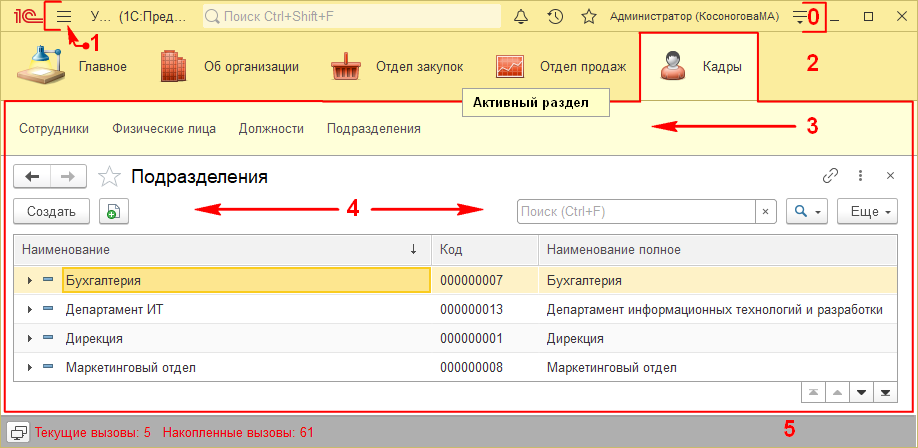 1С У... (1С:Пред... Поиск Ctrl+Shift+F Администратор (КосоноговаМА) 0
1
Главное Об организации Отдел закупок Отдел продаж Кадры 2
Активный раздел
Сотрудники Физические лица Должности Подразделения 3
Подразделения
Создать 4 Поиск (Ctrl+F) × Еще
Наименование ↓ Код Наименование полное
Бухгалтерия 000000007 Бухгалтерия
Департамент ИТ 000000013 Департамент информационных технологий и разработки
Дирекция 000000001 Дирекция
Маркетинговый отдел 000000008 Маркетинговый отдел
Текущие вызовы: 5 Накопленные вызовы: 61 5